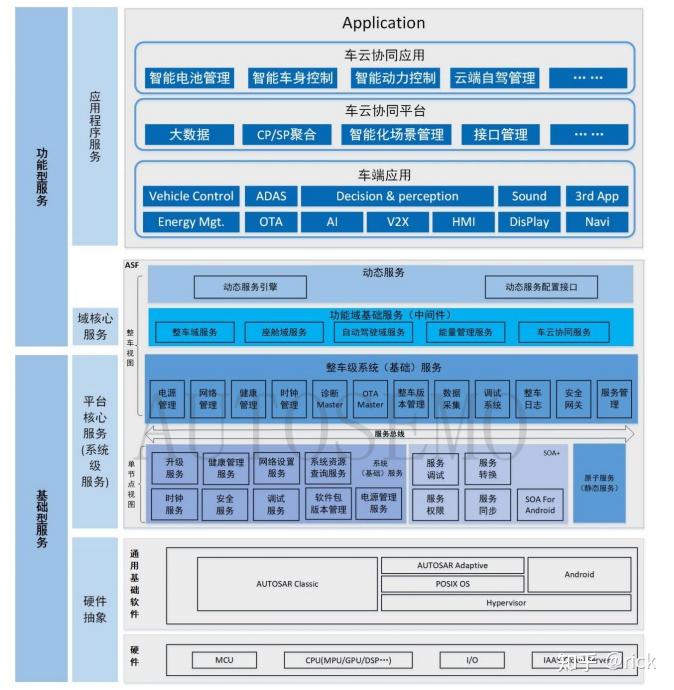 Application
功能型服务
应用程序服务
车云协同应用
智能电池管理 智能车身控制 智能动力控制 云端自驾管理 … …
车云协同平台
大数据 CP/SP聚合 智能化场景管理 接口管理 … …
车端应用
Vehicle Control ADAS Decision & perception Sound 3rd App
Energy Mgt. OTA AI V2X HMI DisPlay Navi
ASF
整车视图
动态服务
动态服务引擎 动态服务配置接口
域核心服务
功能域基础服务（中间件）
整车域服务 座舱域服务 自动驾驶域服务 能量管理服务 车云协同服务
基础型服务
平台核心服务(系统级服务)
整车级系统（基础）服务
电源管理 网络管理 健康管理 时钟管理 诊断Master OTA Master 整车版本管理 数据采集 调试系统 整车日志 安全网关 服务管理
服务总线
AUTOSEMO
单节点视图
升级服务 健康管理服务 网络设置服务 系统资源查询服务 系统（基础）服务
时钟服务 安全服务 调试服务 软件包版本管理 电源管理服务
服务调试 服务转换 SOA+
服务权限 服务同步 SOA For Android
原子服务（静态服务）
硬件抽象
通用基础软件
AUTOSAR Classic
AUTOSAR Adaptive
POSIX OS
Android
Hypervisor
硬件
MCU CPU(MPU/GPU/DSP…) I/O
知乎 @rick